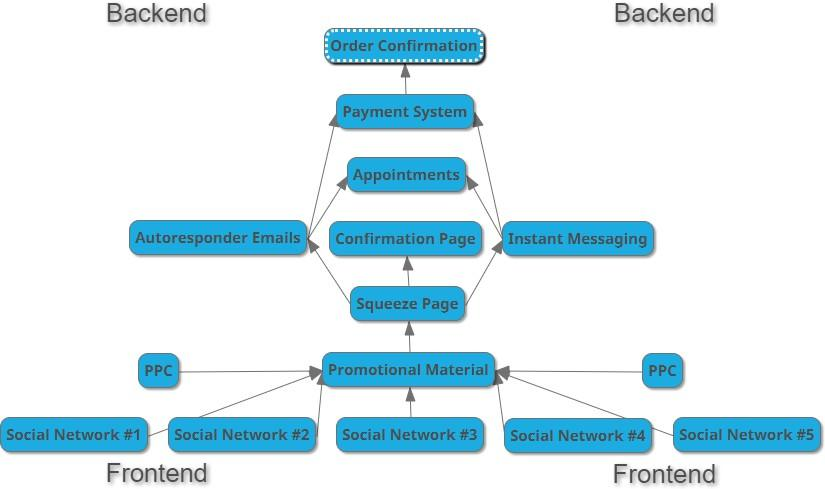 Backend
Backend
Order Confirmation
Payment System
Appointments
Autoresponder Emails
Confirmation Page
Instant Messaging
Squeeze Page
PPC
Promotional Material
PPC
Social Network #1
Social Network #2
Social Network #3
Social Network #4
Social Network #5
Frontend
Frontend